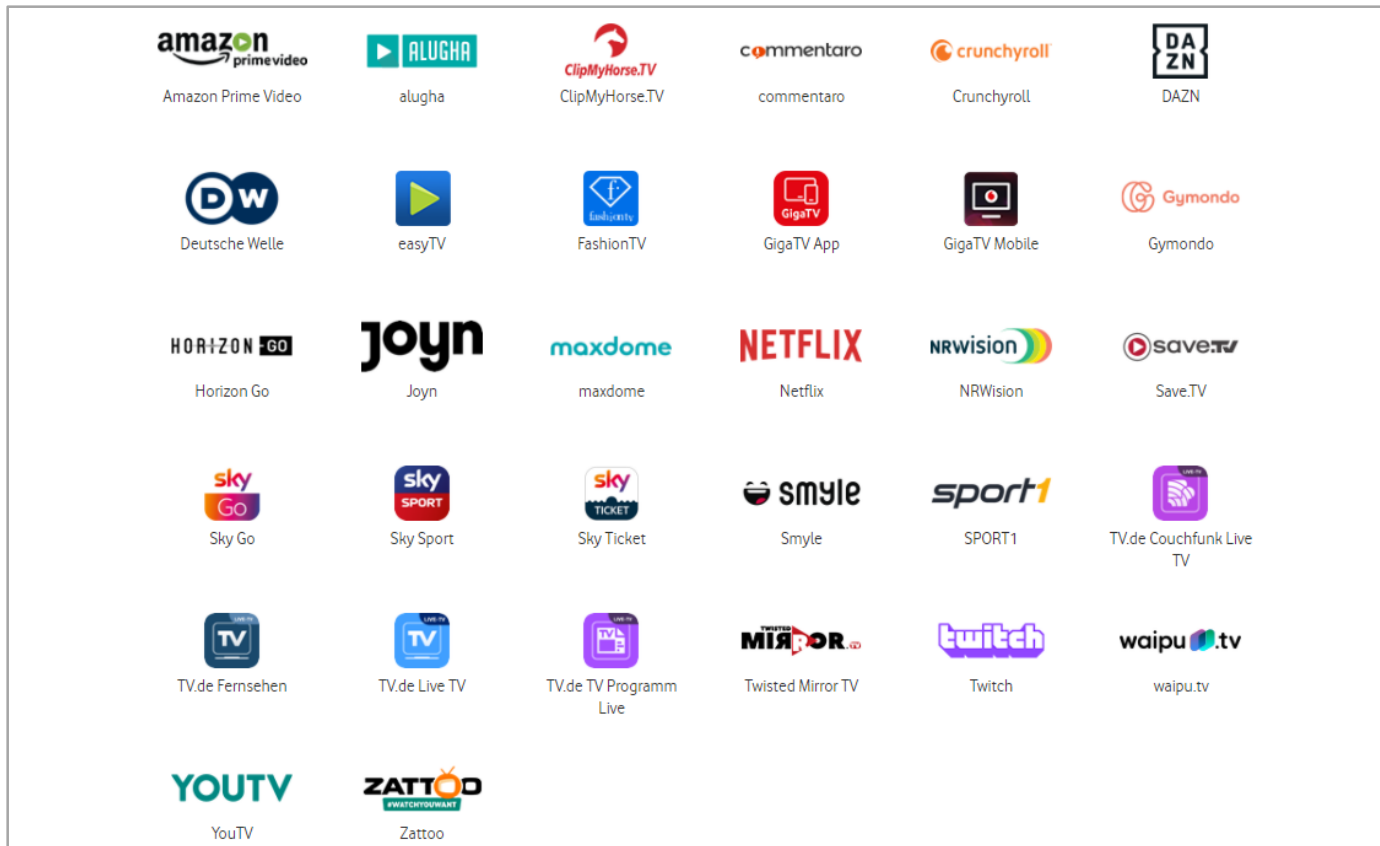 amazon
prime video
ALUGHA
ClipMyHorse.TV
commentaro
crunchyroll
DA
ZN
Amazon Prime Video
alugha
ClipMyHorse.TV
commentaro
Crunchyroll
DAZN
DW
f
fashiontv
GigaTV
Gymondo
Deutsche Welle
easyTV
FashionTV
GigaTV App
GigaTV Mobile
Gymondo
HORIZON GO
Joyn
maxdome
NETFLIX
NRWision
save.TV
Horizon Go
Joyn
maxdome
Netflix
NRWision
Save.TV
sky
Go
sky
SPORT
sky
TICKET
smyle
sport1
LIVE-TV
Sky Go
Sky Sport
Sky Ticket
Smyle
SPORT1
TV.de Couchfunk Live
TV
LIVE-TV
TV
LIVE-TV
TV
LIVE-TV
TV
TWISTED
MIRROR.TV
twitch
waipu.tv
TV.de Fernsehen
TV.de Live TV
TV.de TV Programm
Live
Twisted Mirror TV
Twitch
waipu.tv
YOUTV
ZATTOO
#WATCHYOUWANT
YouTV
Zattoo